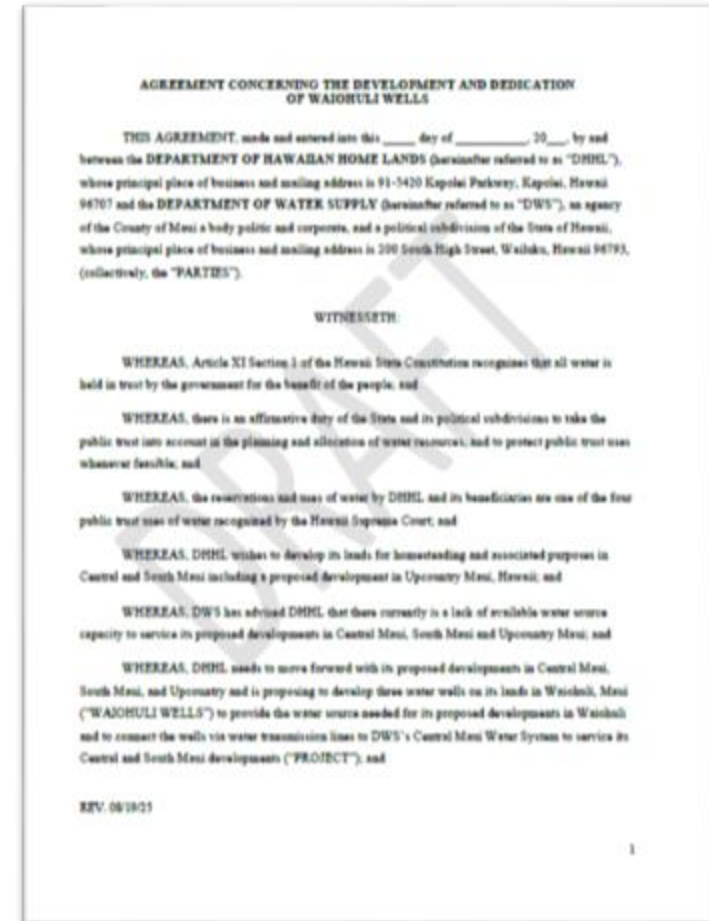 AGREEMENT CONCERNING THE DEVELOPMENT AND DEDICATION
OF WAIOHULI WELLS
THIS AGREEMENT, made and entered into this _____ day of __________, 20___, by and
between the DEPARTMENT OF HAWAIIAN HOME LANDS (hereinafter referred to as "DHHL"),
whose principal place of business and mailing address is 91-5420 Kapolei Parkway, Kapolei, Hawaii
96707 and the DEPARTMENT OF WATER SUPPLY (hereinafter referred to as "DWS"), an agency
of the County of Maui a body politic and corporate, and a political subdivision of the State of Hawaii,
whose principal place of business and mailing address is 200 South High Street, Wailuku, Hawaii 96793,
(collectively, the "PARTIES").
WITNESSETH:
WHEREAS, Article XI Section 1 of the Hawaii State Constitution recognizes that all water is
held in trust by the government for the benefit of the people; and
WHEREAS, there is an affirmative duty of the State and its political subdivisions to take the
public trust into account in the planning and allocation of water resources, and to protect public trust uses
whenever feasible; and
WHEREAS, the reservations and uses of water by DHHL and its beneficiaries are one of the four
public trust uses of water recognized by the Hawaii Supreme Court; and
WHEREAS, DHHL wishes to develop its lands for homesteading and associated purposes in
Central and South Maui including a proposed development in Upcountry Maui, Hawaii; and
WHEREAS, DWS has advised DHHL that there currently is a lack of available water source
capacity to service its proposed developments in Central Maui, South Maui and Upcountry Maui; and
WHEREAS, DHHL needs to move forward with its proposed developments in Central Maui,
South Maui, and Upcountry and is proposing to develop three water wells on its lands in Waiohuli, Maui
("WAIOHULI WELLS") to provide the water source needed for its proposed developments in Waiohuli
and to connect the wells via water transmission lines to DWS's Central Maui Water System to service its
Central and South Maui developments ("PROJECT"); and
REV.
1
DRAFT